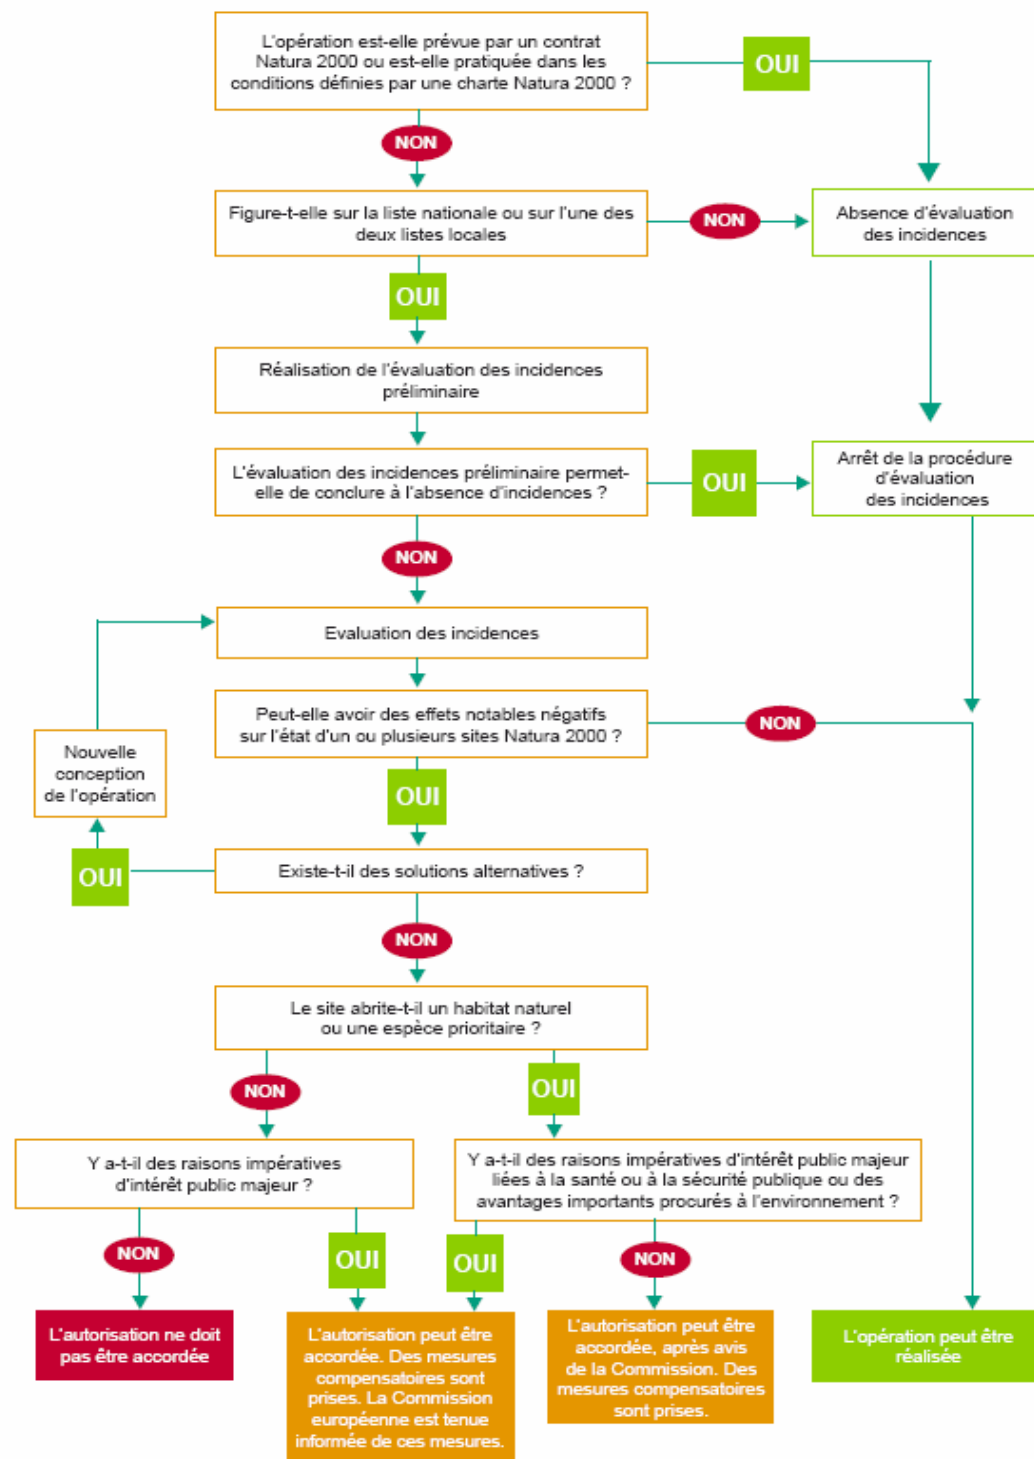 L'opération est-elle prévue par un contrat
Natura 2000 ou est-elle pratiquée dans les
conditions définies par une charte Natura 2000 ?
OUI
NON
Figure-t-elle sur la liste nationale ou sur l'une des
deux listes locales
NON
Absence d'évaluation
des incidences
OUI
Réalisation de l'évaluation des incidences
préliminaire
L'évaluation des incidences préliminaire permet-
elle de conclure à l'absence d'incidences ?
OUI
Arrêt de la procédure
d'évaluation
des incidences
NON
Evaluation des incidences
Peut-elle avoir des effets notables négatifs
sur l'état d'un ou plusieurs sites Natura 2000 ?
NON
Nouvelle
conception
de l'opération
OUI
OUI
Existe-t-il des solutions alternatives ?
NON
Le site abrite-t-il un habitat naturel
ou une espèce prioritaire ?
NON
OUI
Y a-t-il des raisons impératives
d'intérêt public majeur ?
Y a-t-il des raisons impératives d'intérêt public majeur
liées à la santé ou à la sécurité publique ou des
avantages importants procurés à l'environnement ?
NON
OUI
OUI
NON
L'autorisation ne doit
pas être accordée
L'autorisation peut être
accordée. Des mesures
compensatoires sont
prises. La Commission
européenne est tenue
informée de ces mesures.
L'autorisation peut être
accordée, après avis
de la Commission. Des
mesures compensatoires
sont prises.
L'opération peut être
réalisée